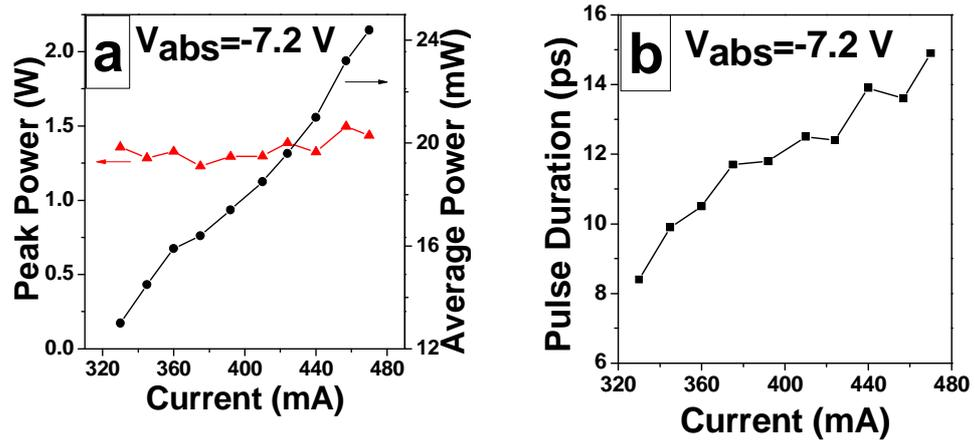 a
V_abs=-7.2 V
Peak Power (W)
2.0
1.5
1.0
0.5
0.0
24
20
16
12
Average Power (mW)
320 360 400 440 480
Current (mA)
b
V_abs=-7.2 V
Pulse Duration (ps)
16
14
12
10
8
6
320 360 400 440 480
Current (mA)